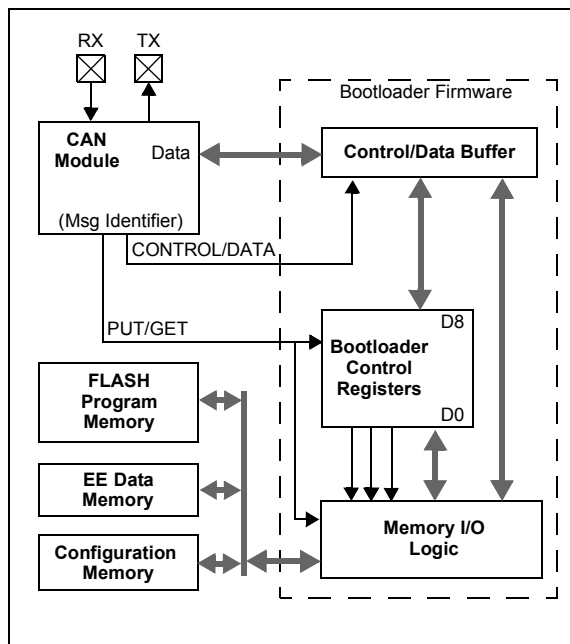 RX TX
Bootloader Firmware
CAN
Module
Data
Control/Data Buffer
(Msg Identifier)
CONTROL/DATA
PUT/GET
D8
Bootloader
Control
Registers
D0
FLASH
Program
Memory
EE Data
Memory
Configuration
Memory
Memory I/O
Logic